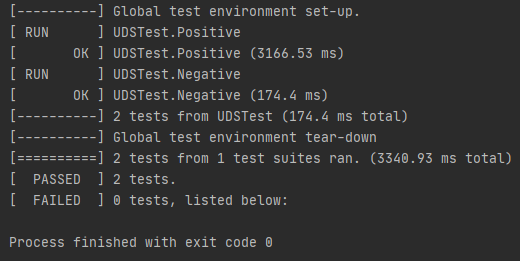 [----------] Global test environment set-up.
[ RUN      ] UDSTest.Positive
[       OK ] UDSTest.Positive (3166.53 ms)
[ RUN      ] UDSTest.Negative
[       OK ] UDSTest.Negative (174.4 ms)
[----------] 2 tests from UDSTest (174.4 ms total)
[----------] Global test environment tear-down
[==========] 2 tests from 1 test suites ran. (3340.93 ms total)
[  PASSED  ] 2 tests.
[  FAILED  ] 0 tests, listed below:
Process finished with exit code 0